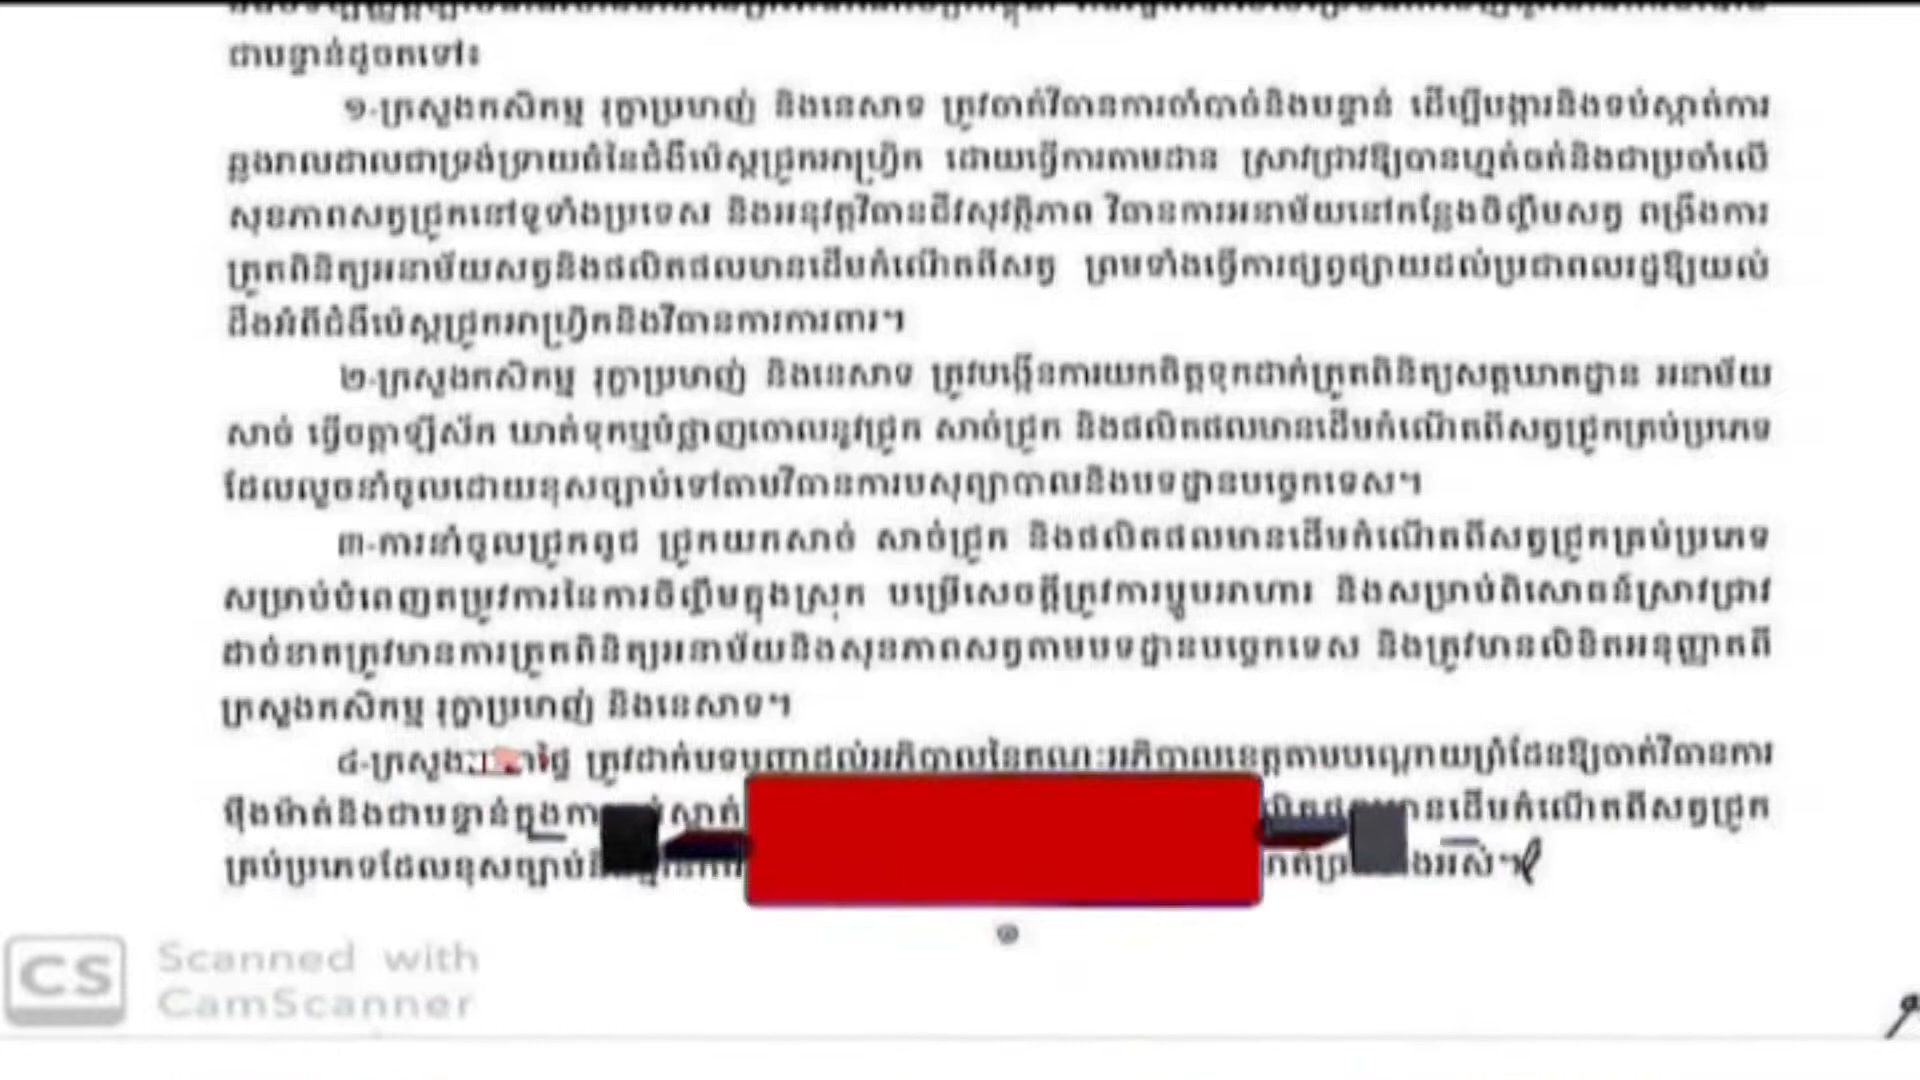 ជាបន្ទាន់ដូចតទៅ៖
១-ក្រសួងកសិកម្ម រុក្ខាប្រមាញ់ និងនេសាទ ត្រូវចាត់វិធានការចាំបាច់និងបន្ទាន់ ដើម្បីបង្ការនិងទប់ស្កាត់ការ
ឆ្លងរាលដាលជាទ្រង់ទ្រាយធំនៃជំងឺប៉េស្តជ្រូកអាហ្វ្រិក ដោយធ្វើការតាមដាន ស្រាវជ្រាវឱ្យបានហ្មត់ចត់និងជាប្រចាំលើ
សុខភាពសត្វជ្រូកនៅទូទាំងប្រទេស និងអនុវត្តវិធានជីវសុវត្ថិភាព វិធានការអនាម័យនៅកន្លែងចិញ្ចឹមសត្វ ពង្រឹងការ
ត្រួតពិនិត្យអនាម័យសត្វនិងផលិតផលមានដើមកំណើតពីសត្វ ព្រមទាំងធ្វើការផ្សព្វផ្សាយដល់ប្រជាពលរដ្ឋឱ្យយល់
ដឹងអំពីជំងឺប៉េស្តជ្រូកអាហ្វ្រិកនិងវិធានការការពារ។
២-ក្រសួងកសិកម្ម រុក្ខាប្រមាញ់ និងនេសាទ ត្រូវបង្កើនការយកចិត្តទុកដាក់ត្រួតពិនិត្យសត្តឃាតដ្ឋាន អនាម័យ
សាច់ ធ្វើចត្តាឡីស័ក ឃាត់ទុកឬបំផ្លាញចោលនូវជ្រូក សាច់ជ្រូក និងផលិតផលមានដើមកំណើតពីសត្វជ្រូកគ្រប់ប្រភេទ
ដែលលួចនាំចូលដោយខុសច្បាប់ទៅតាមវិធានការបសុព្យាបាលនិងបទដ្ឋានបច្ចេកទេស។
៣-ការនាំចូលជ្រូកពូជ ជ្រូកយកសាច់ សាច់ជ្រូក និងផលិតផលមានដើមកំណើតពីសត្វជ្រូកគ្រប់ប្រភេទ
សម្រាប់បំពេញតម្រូវការនៃការចិញ្ចឹមក្នុងស្រុក បម្រើសេចក្តីត្រូវការម្ហូបអាហារ និងសម្រាប់ពិសោធន៍ស្រាវជ្រាវ
ដាច់ខាតត្រូវមានការត្រួតពិនិត្យអនាម័យនិងសុខភាពសត្វតាមបទដ្ឋានបច្ចេកទេស និងត្រូវមានលិខិតអនុញ្ញាតពី
ក្រសួងកសិកម្ម រុក្ខាប្រមាញ់ និងនេសាទ។
៤-ក្រសួង ត្រូវដាក់បទបញ្ជាដល់អភិបាលនៃគណៈអភិបាលខេត្តតាមបណ្តោយព្រំដែនឱ្យចាត់វិធានការ
ម៉ឺងម៉ាត់និងជាបន្ទាន់ក្នុង ដើមកំណើតពីសត្វជ្រូក
គ្រប់ប្រភេទដែលខុសច្បាប់
១
CS Scanned with
CamScanner